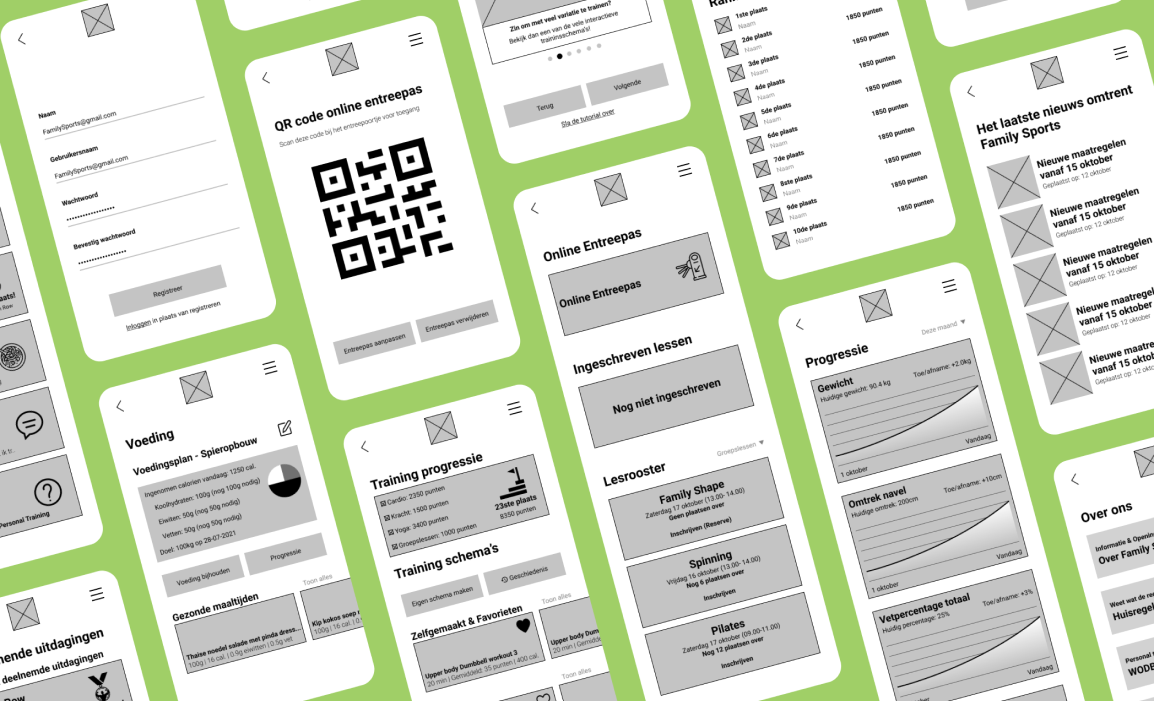 Naam
FamilySports@gmail.com
Gebruikersnaam
FamilySports@gmail.com
Wachtwoord
Bevestig wachtwoord
Registreer
Inloggen in plaats van registreren
QR code online entreepas
Scan deze code bij het entreepoortje voor toegang
Entreepas aanpassen
Entreepas verwijderen
Zin om met veel variatie te trainen?
Bekijk dan een van de vele interactieve
traininsschema's!
Terug
Volgende
Sla de tutorial over
1ste plaats
Naam
1850 punten
2de plaats
Naam
1850 punten
3de plaats
Naam
1850 punten
4de plaats
Naam
1850 punten
5de plaats
Naam
1850 punten
6de plaats
Naam
1850 punten
7de plaats
Naam
1850 punten
8ste plaats
Naam
1850 punten
9de plaats
Naam
1850 punten
10de plaats
Naam
Het laatste nieuws omtrent
Family Sports
Nieuwe maatregelen
vanaf 15 oktober
Geplaatst op: 12 oktober
Nieuwe maatregelen
vanaf 15 oktober
Geplaatst op: 12 oktober
Nieuwe maatregelen
vanaf 15 oktober
Geplaatst op: 12 oktober
Nieuwe
vanaf 15 oktober
Geplaatst op: 12
Nieuwe
vanaf 15
Geplaatst op: 12
Personal Training
uitdagingen
deelnemende uitdagingen
Row
Voeding
Voedingsplan - Spieropbouw
Ingenomen calorien vandaag: 1250 cal.
Koolhydraten: 100g (nog 100g nodig)
Eiwitten: 50g (nog 50g nodig)
Vetten: 50g (nog 50g nodig)
Doel: 100kg op 28-07-2021
Voeding bijhouden
Progressie
Gezonde maaltijden
Toon alles
Thaise noedel salade met pinda dress...
100g | 16 cal. | 0.9g eiwitten | 0.5g vet
Kip kokos soep
100g | 16 cal.
Training progressie
Cardio: 2350 punten
Kracht: 1500 punten
Yoga: 3400 punten
Groepslessen: 1000 punten
23ste plaats
8350 punten
Training schema's
Eigen schema maken
Geschiedenis
Zelfgemaakt & Favorieten
Toon alles
Upper body Dumbbell workout 3
20 min | Gemiddeld: 35 punten | 400 cal.
Upper body
20 min | Gemiddeld
Toon alles
Online Entreepas
Online Entreepas
Ingeschreven lessen
Nog niet ingeschreven
Groepslessen
Lesrooster
Family Shape
Zaterdag 17 oktober (13.00- 14.00)
Geen plaatsen over
Inschrijven (Reserve)
Spinning
Vrijdag 16 oktober (13.00- 14:00)
Nog 6 plaatsen over
Inschrijven
Pilates
Zaterdag 17 oktober (09.00-11.00)
Nog 12 plaatsen over
Inschrijven
Deze maand
Progressie
Gewicht
Huidige gewicht: 90.4 kg
Toe/afname: +2.0kg
1 oktober
Vandaag
Omtrek navel
Huidige omtrek: 200cm
Toe/afname: +10cm
1 oktober
Vandaag
Vetpercentage totaal
Huidig percentage: 25%
Toe/afname: +3%
Vandaag
Over ons
Informatie &
Over Family
Weet wat de
Huisregel
Personal